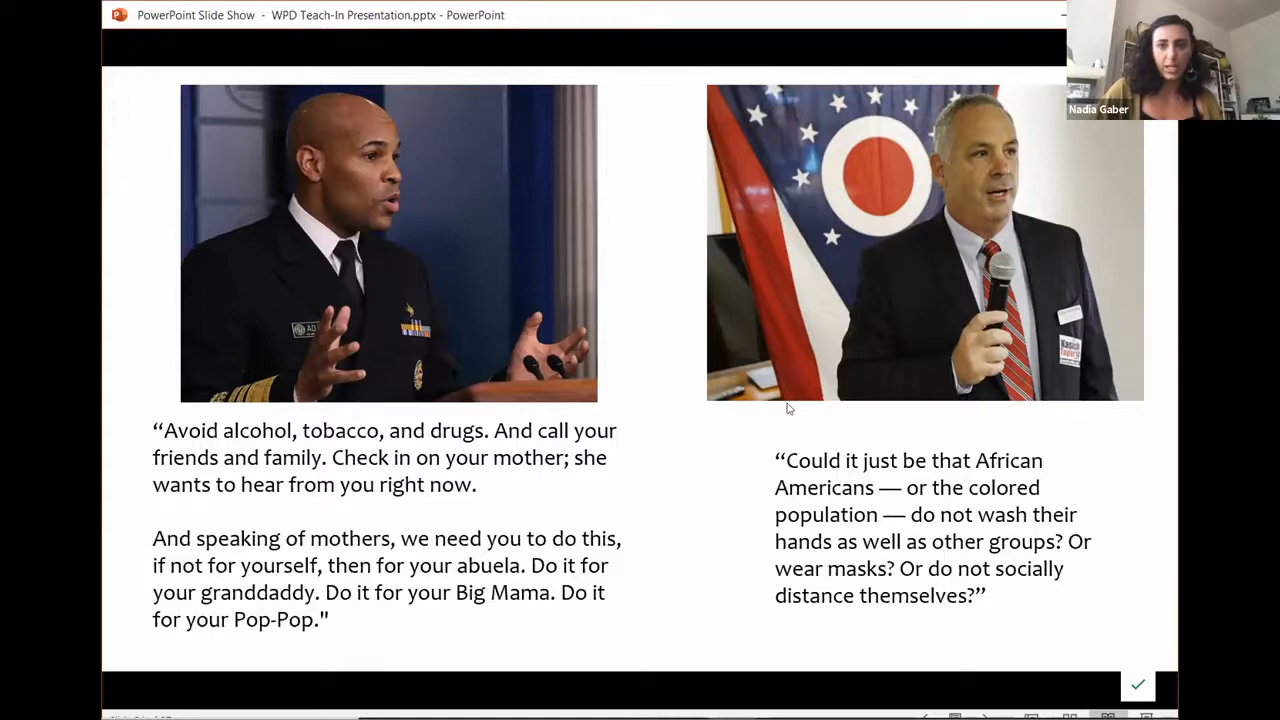 PowerPoint Slide Show - WPD Teach-In Presentation.pptx - PowerPoint
Nadia Gaber
AD
Kasich
Taylor
“Avoid alcohol, tobacco, and drugs. And call your
friends and family. Check in on your mother; she
wants to hear from you right now.
And speaking of mothers, we need you to do this,
if not for yourself, then for your abuela. Do it for
your granddaddy. Do it for your Big Mama. Do it
for your Pop-Pop."
“Could it just be that African
Americans — or the colored
population — do not wash their
hands as well as other groups? Or
wear masks? Or do not socially
distance themselves?”